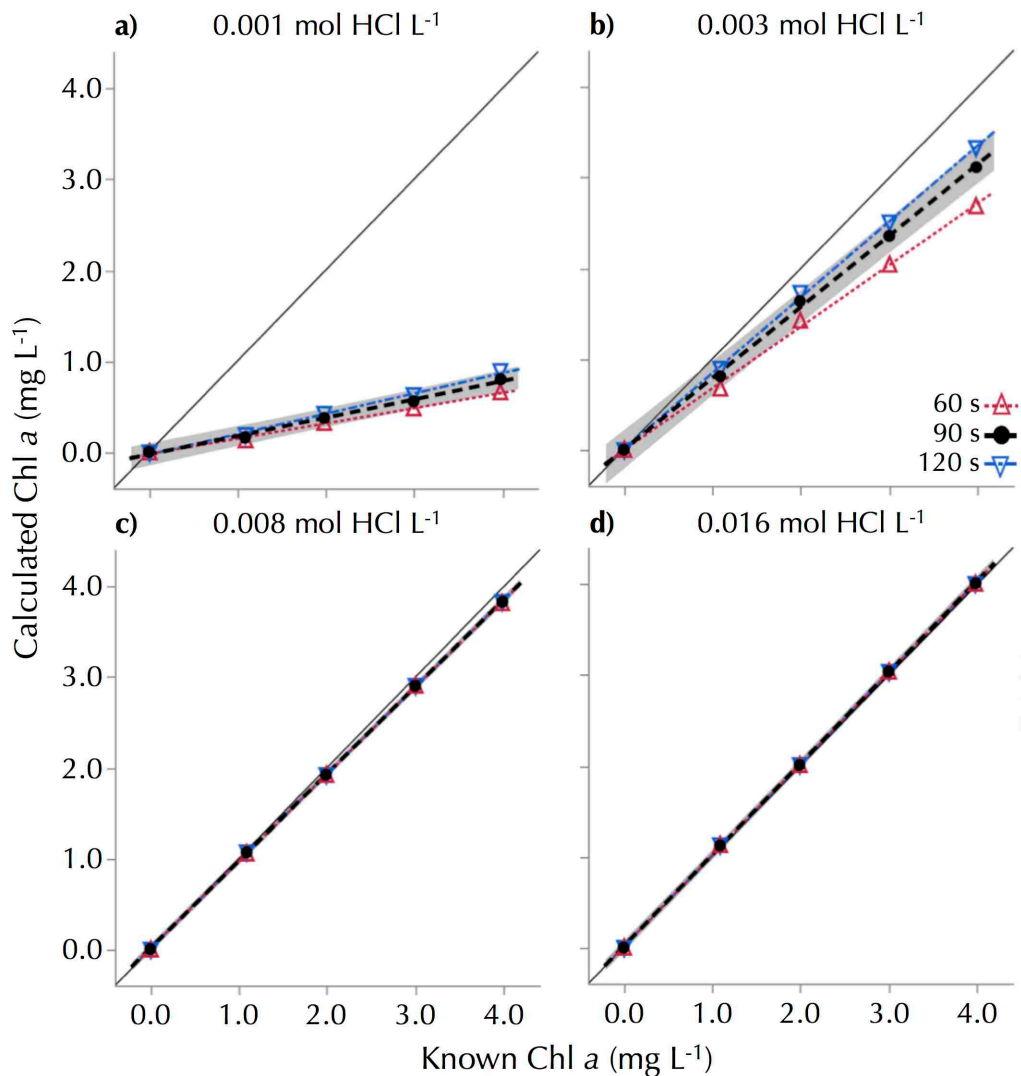 a) 0.001 mol HCl L-1
b) 0.003 mol HCl L-1
4.0
3.0
2.0
1.0
0.0
60 s
90 s
120 s
c) 0.008 mol HCl L-1
d) 0.016 mol HCl L-1
4.0
3.0
2.0
1.0
0.0
0.0 1.0 2.0 3.0 4.0
0.0 1.0 2.0 3.0 4.0
Calculated Chl a (mg L-1)
Known Chl a (mg L-1)